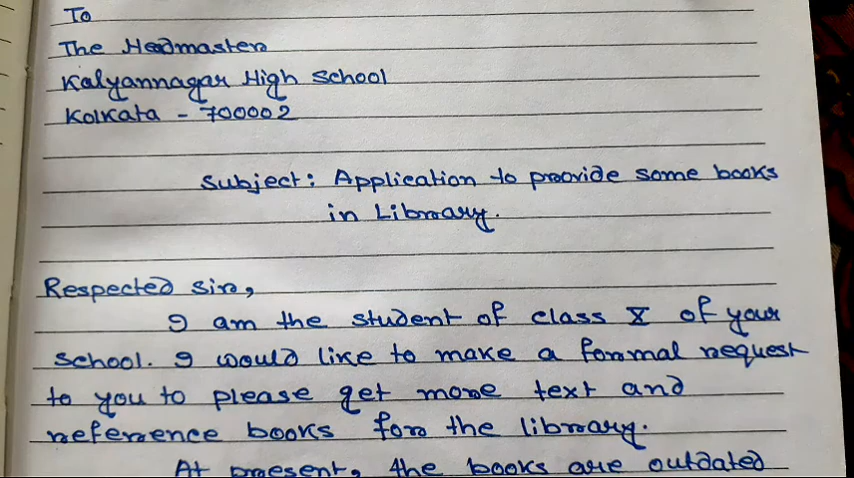 To
The Headmaster
Kalyannagar High School
Kolkata - 700002
Subject: Application to provide some books
in Library.
Respected Sir,
I am the student of class X of your
school. I would like to make a formal request
to you to please get more text and
reference books for the library.
At present, the books are outdated